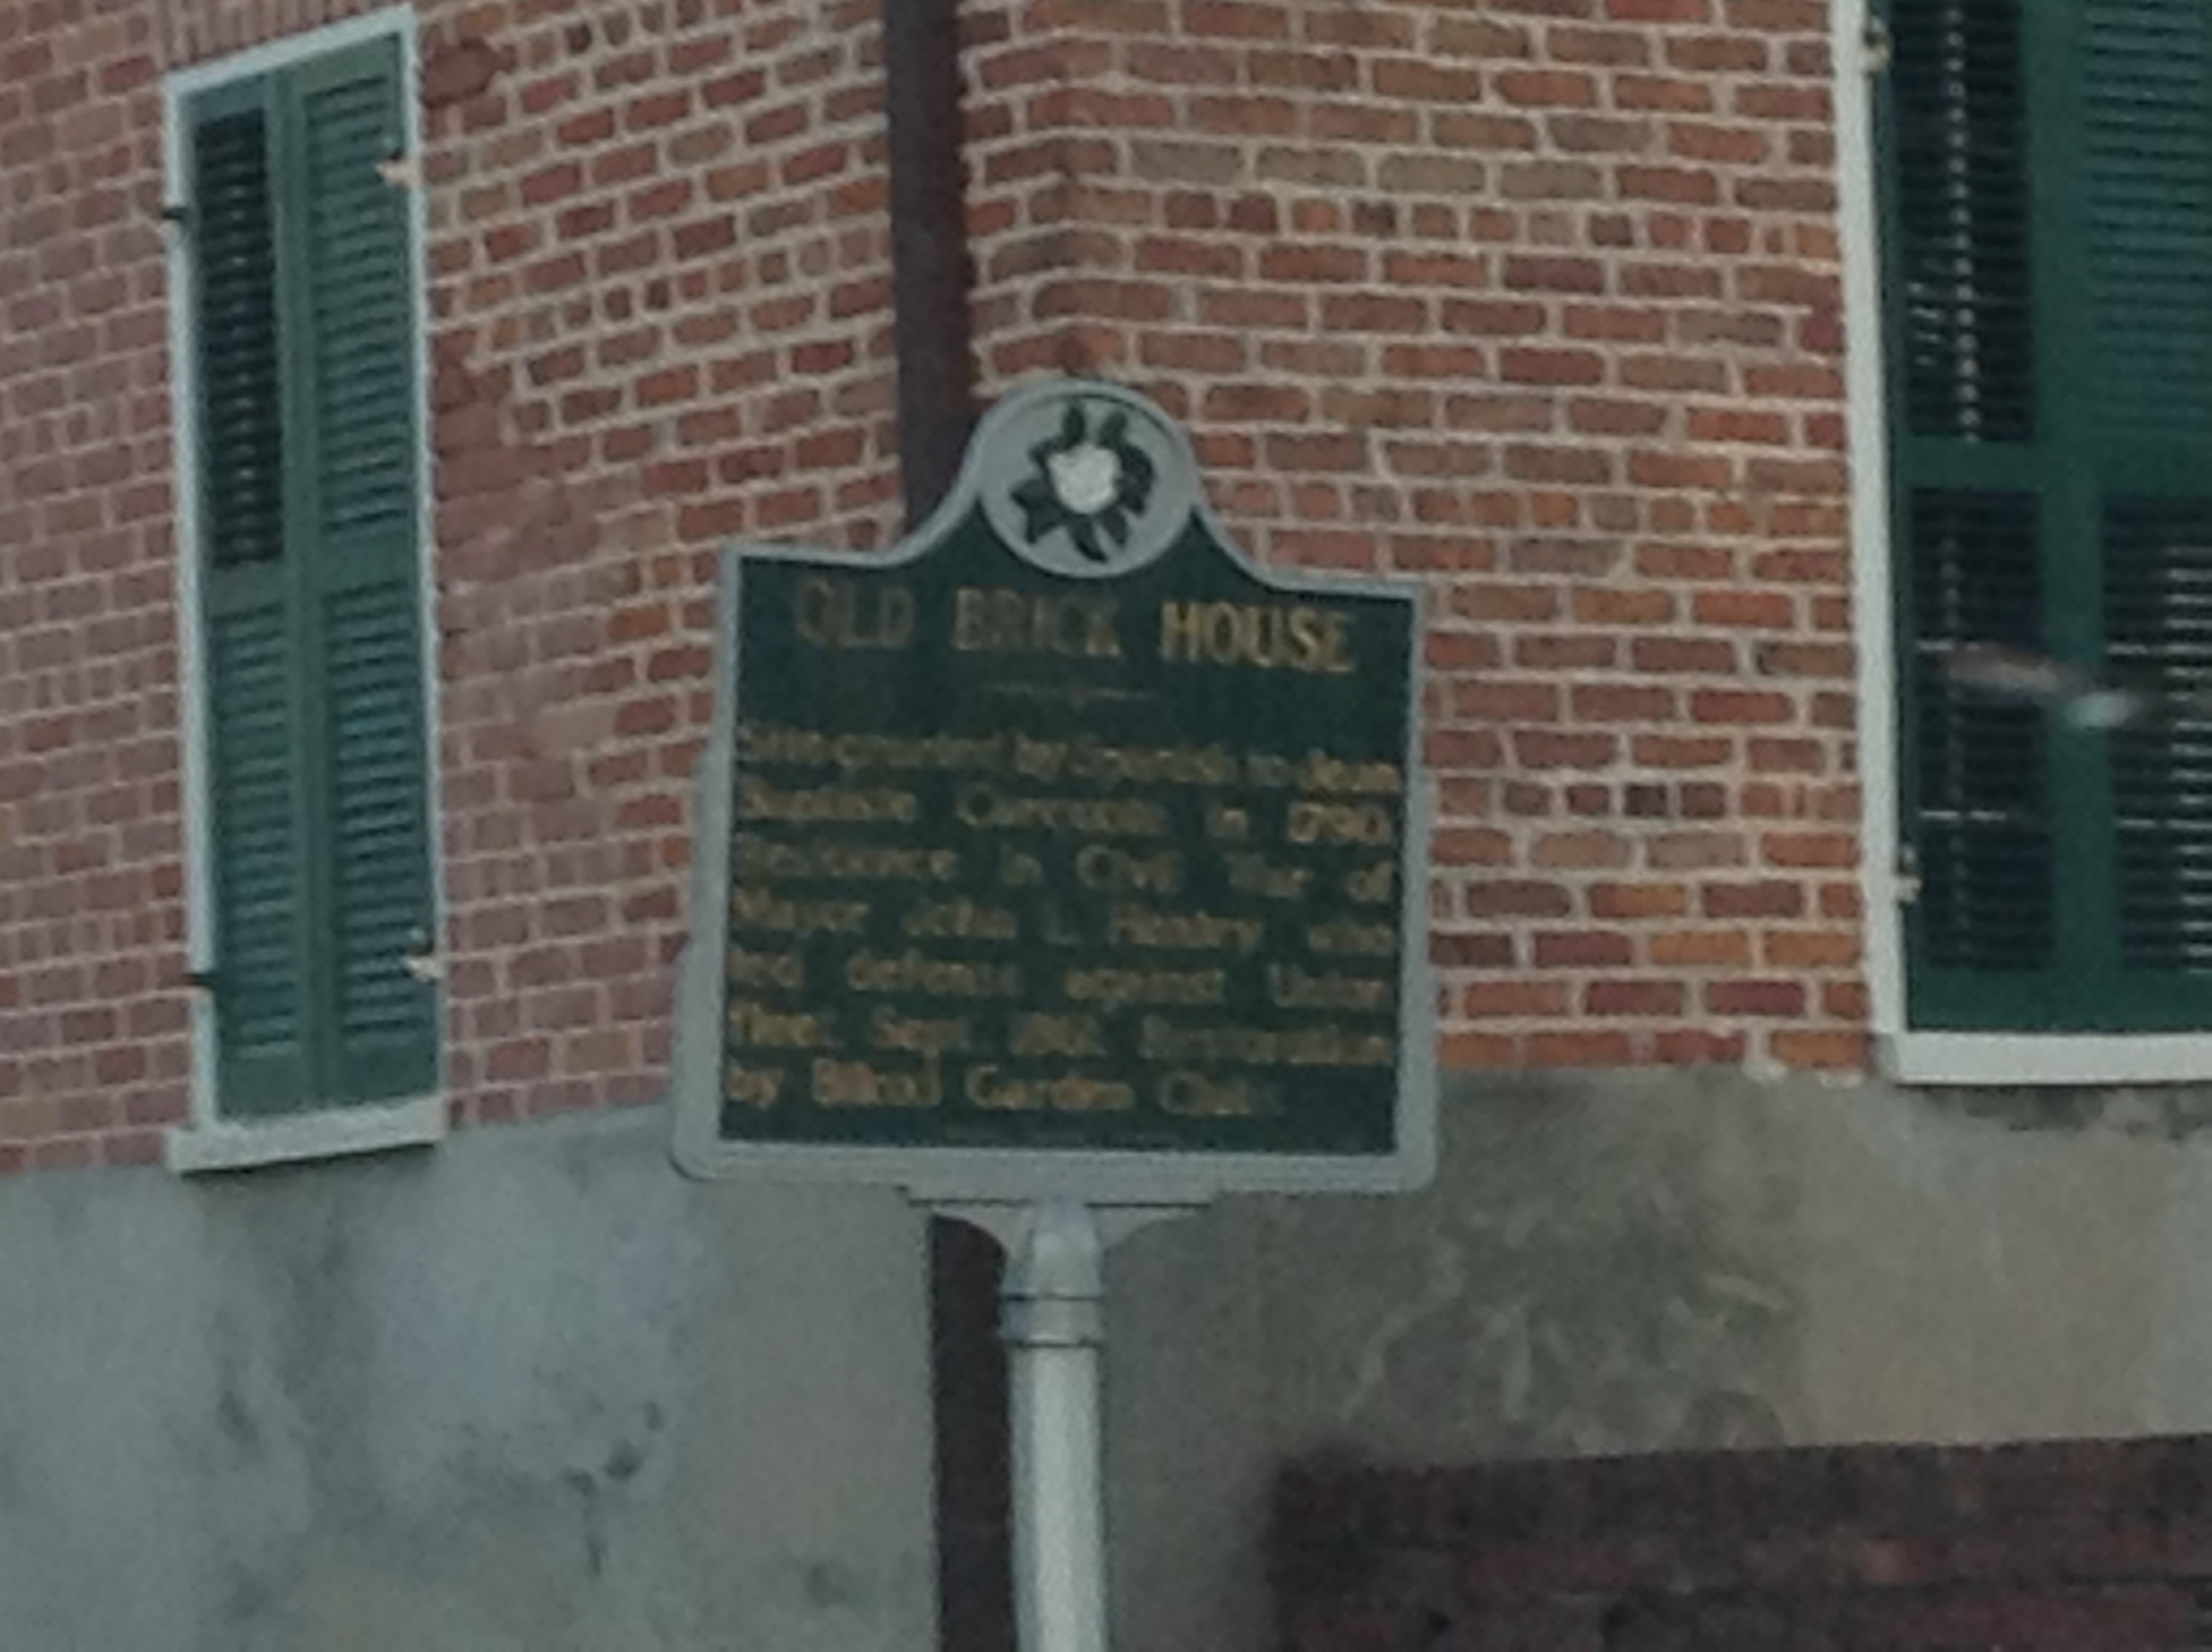 OLD BRICK HOUSE
granted by Spanish to Jean
Baptiste in 1790.
Residence in Civil War of
Mayor John L. Henley who
led defense against Union
Fleet, Sept. 1862. Restoration
by Biloxi Garden Club.